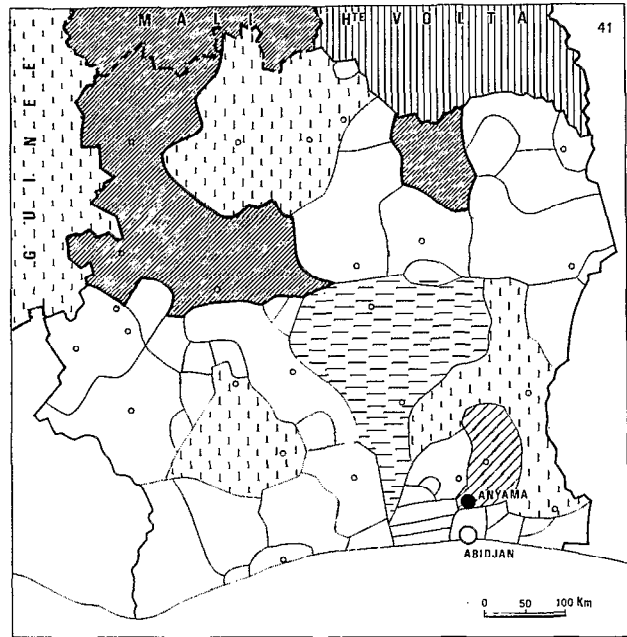 MALI Hᵀᴱ VOLTA
41
GUINEE
ANYAMA
ABIDJAN
0 50 100 Km